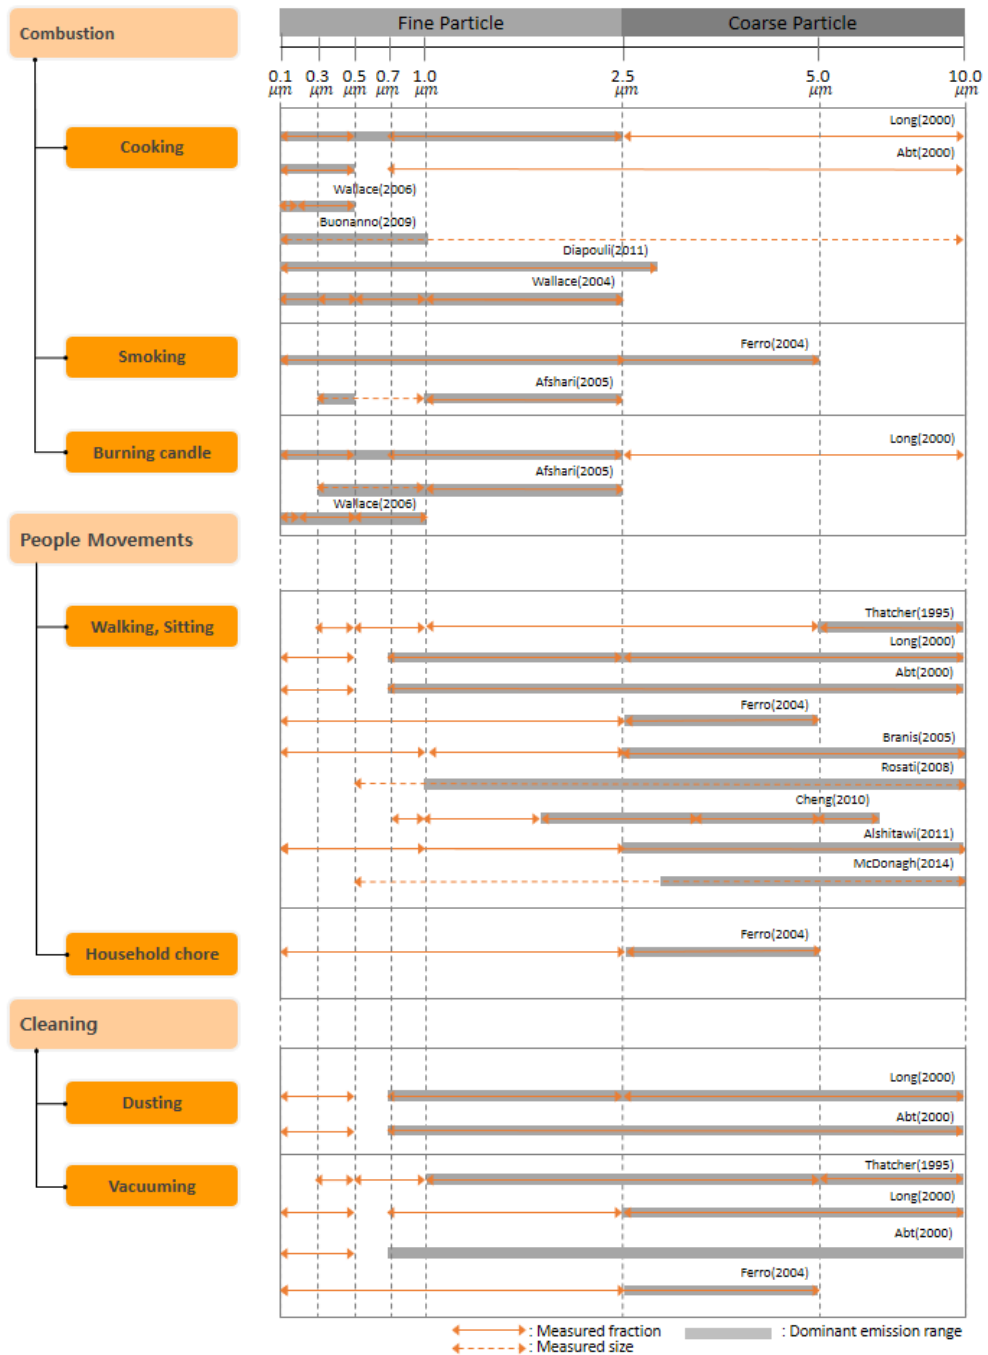 Combustion
Fine Particle
Coarse Particle
0.1 0.3 0.5 0.7 1.0 2.5 5.0 10.0
μm μm μm μm μm μm μm μm
Cooking
Long(2000)
Abt(2000)
Wallace(2006)
Buonanno(2009)
Diapouli(2011)
Wallace(2004)
Smoking
Ferro(2004)
Afshari(2005)
Burning candle
Long(2000)
Afshari(2005)
Wallace(2006)
People Movements
Walking, Sitting
Thatcher(1995)
Long(2000)
Abt(2000)
Ferro(2004)
Branis(2005)
Rosati(2008)
Cheng(2010)
Alshitawi(2011)
McDonagh(2014)
Household chore
Ferro(2004)
Cleaning
Dusting
Long(2000)
Abt(2000)
Vacuuming
Thatcher(1995)
Long(2000)
Abt(2000)
Ferro(2004)
: Measured fraction
: Dominant emission range
: Measured size